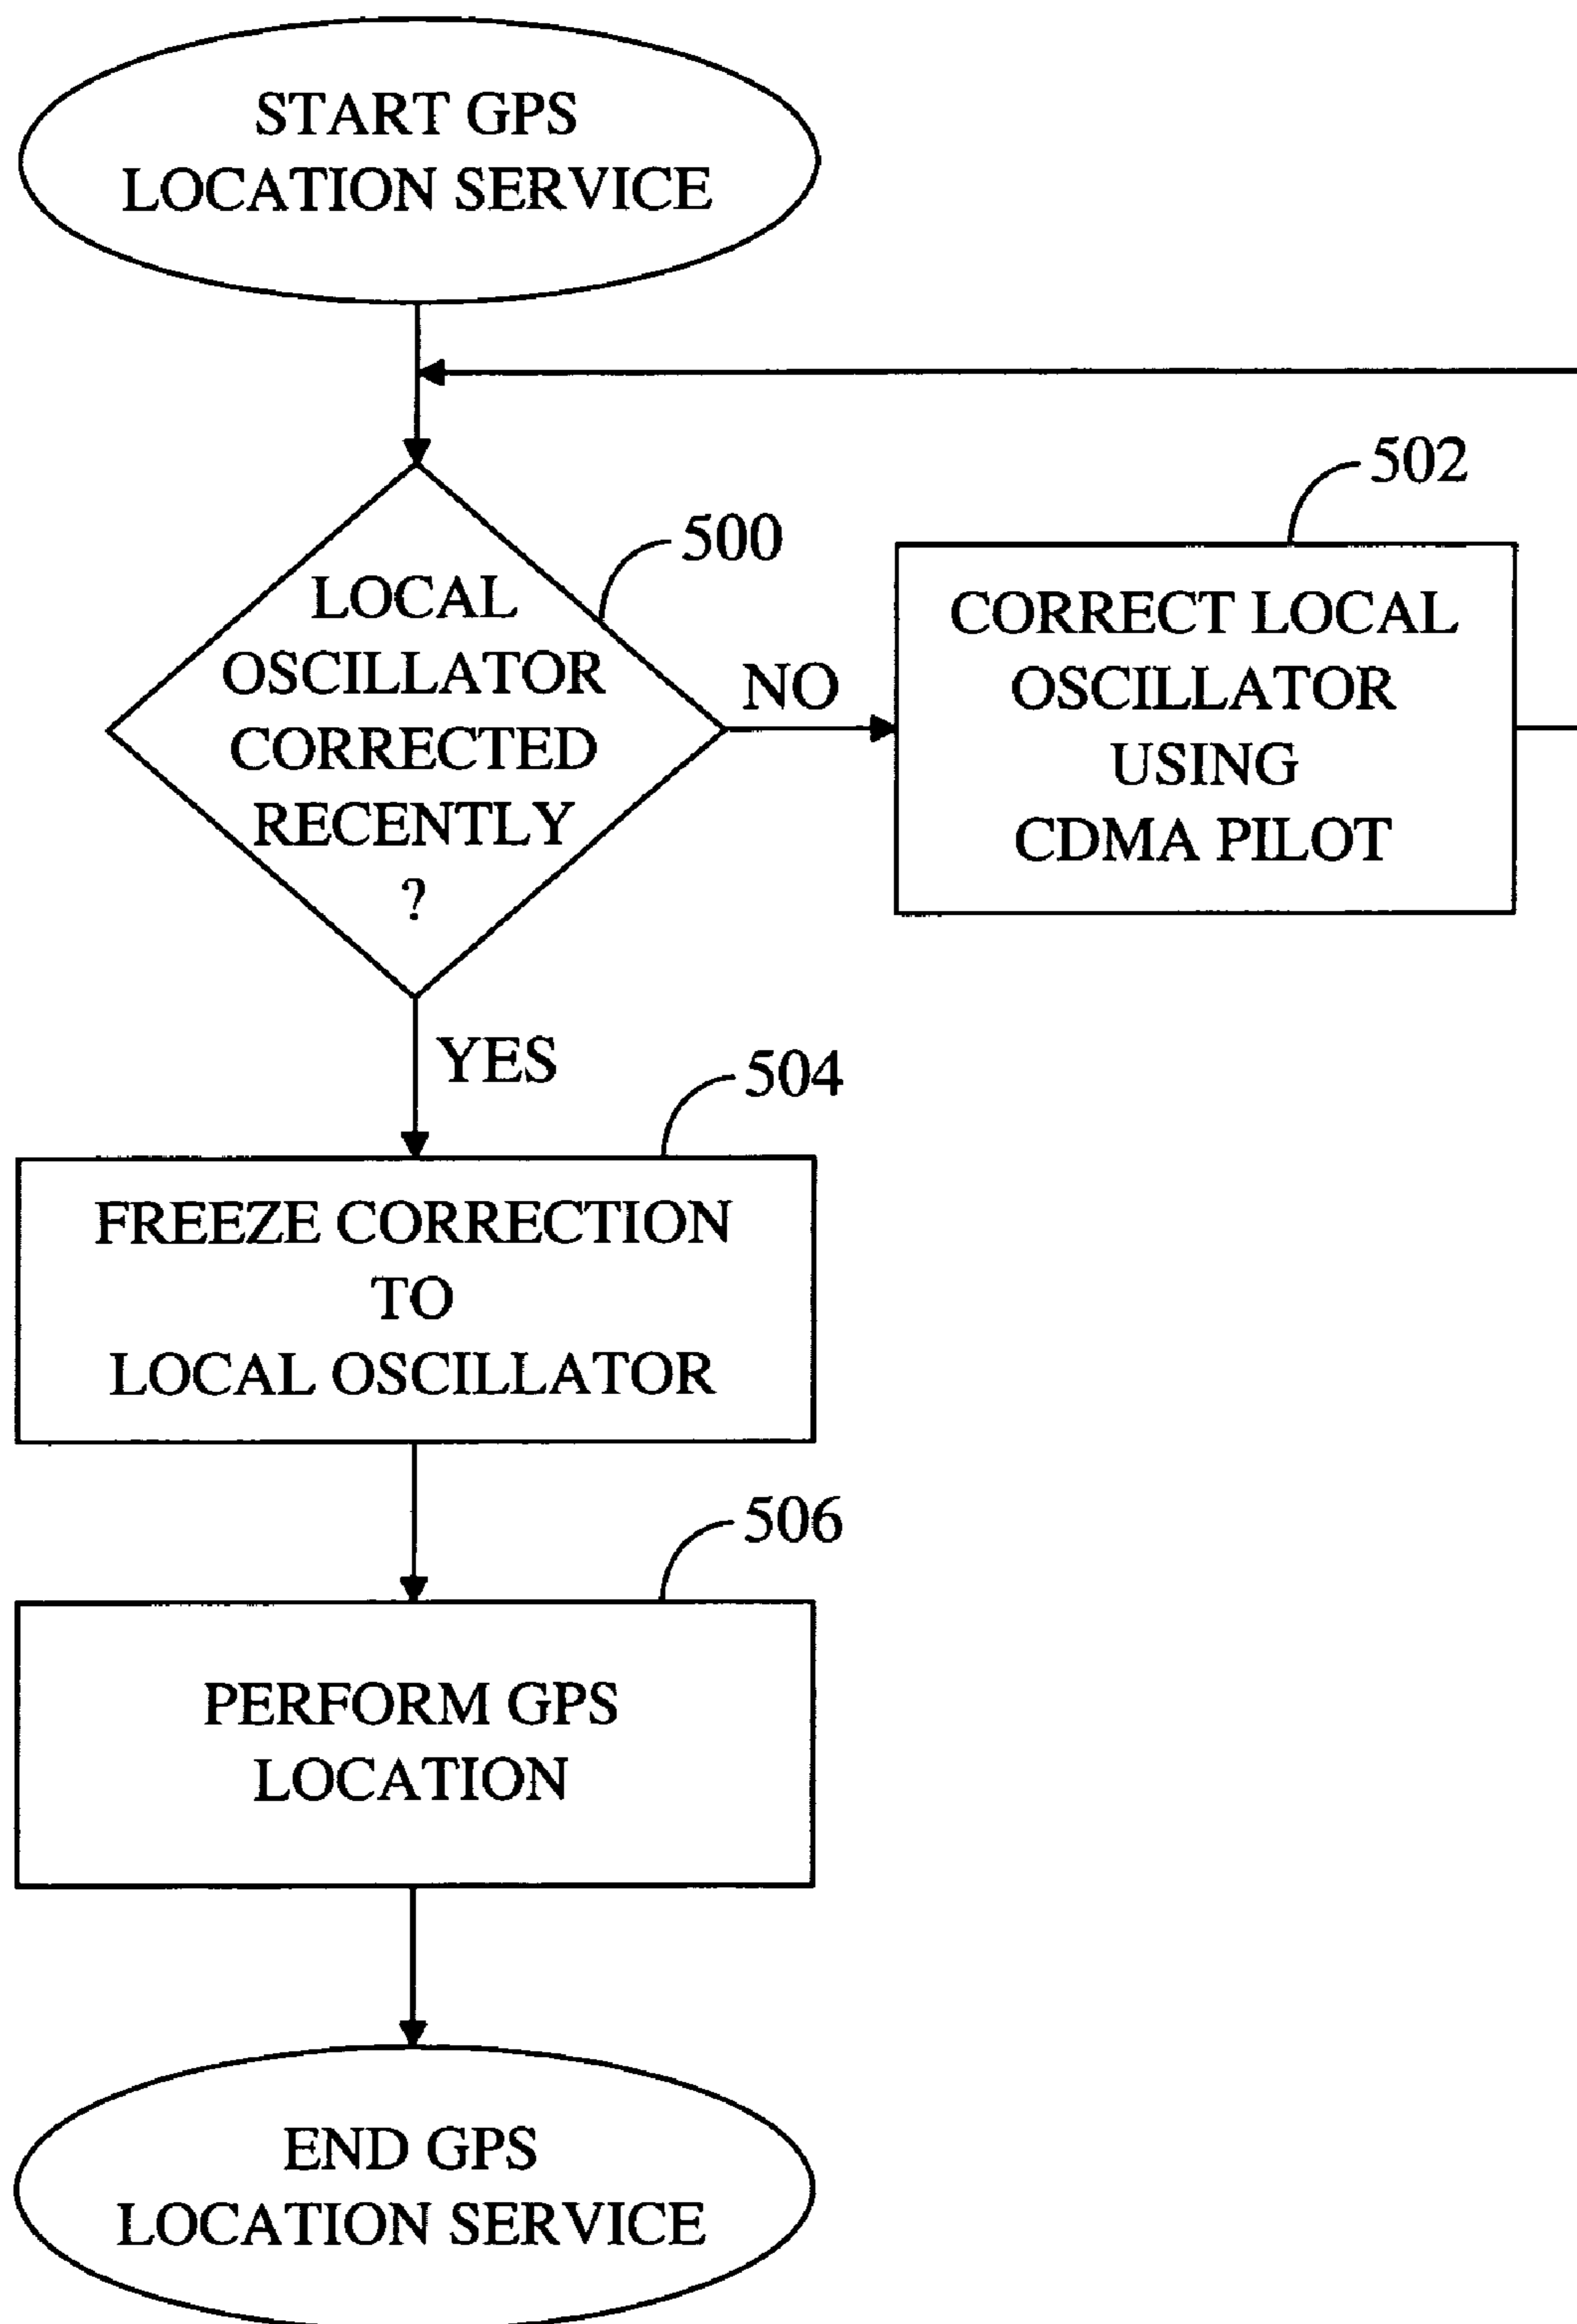 START GPS
LOCATION SERVICE
502
500
LOCAL
OSCILLATOR
CORRECTED
RECENTLY
?
NO
CORRECT LOCAL
OSCILLATOR
USING
CDMA PILOT
YES
504
FREEZE CORRECTION
TO
LOCAL OSCILLATOR
506
PERFORM GPS
LOCATION
END GPS
LOCATION SERVICE